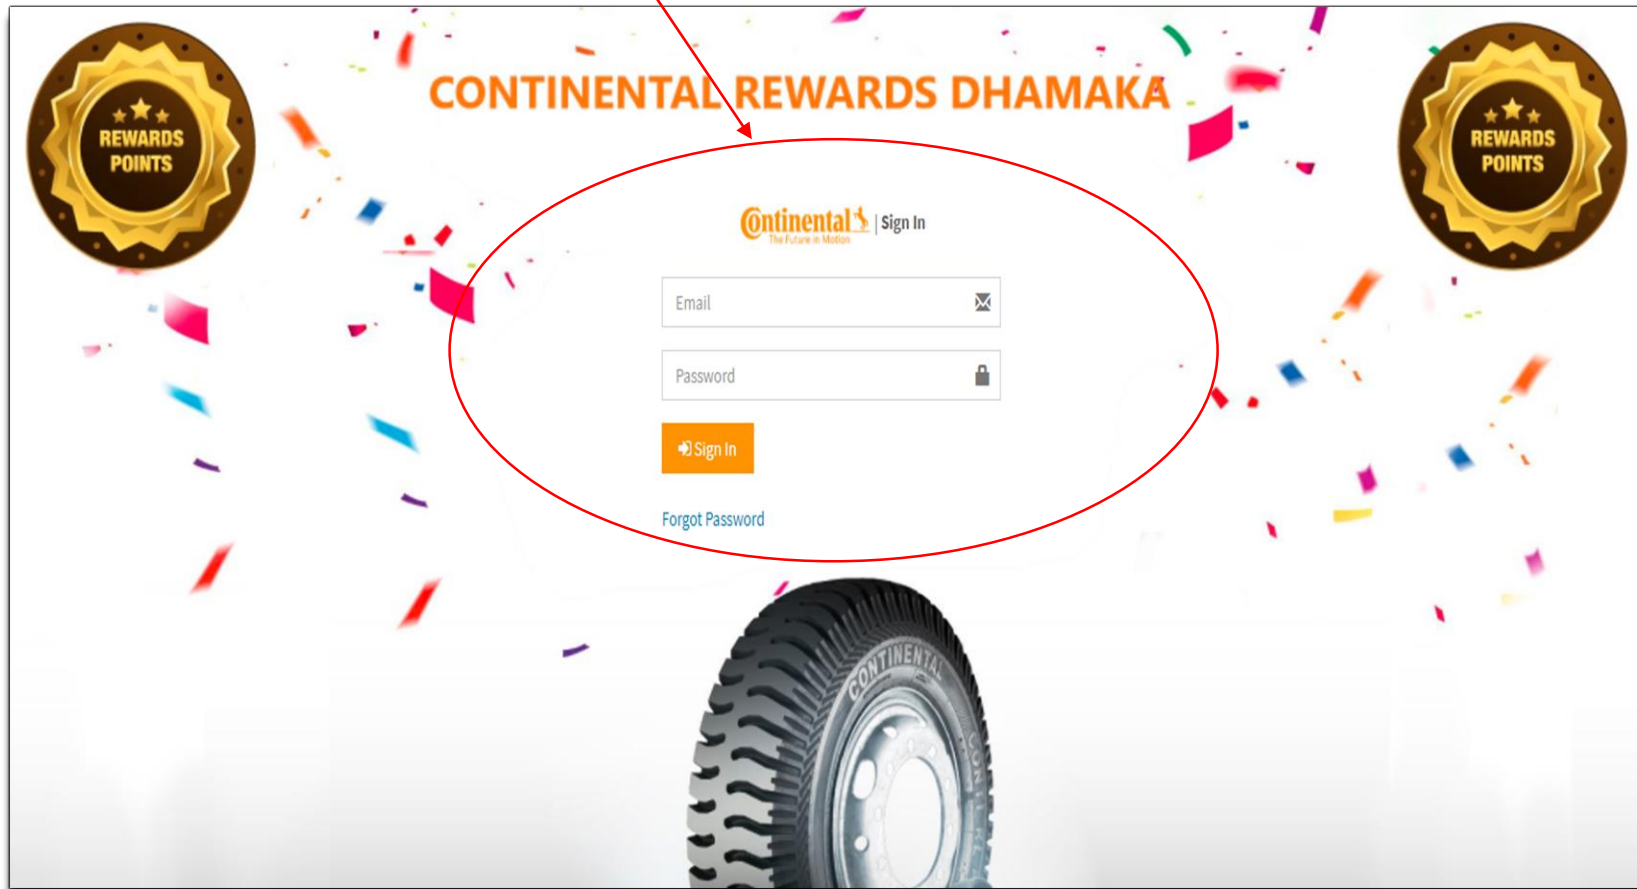 CONTINENTAL REWARDS DHAMAKA
REWARDS
POINTS
REWARDS
POINTS
Continental | Sign In
The Future in Motion
Email
Password
Sign In
Forgot Password
CONTINENTAL